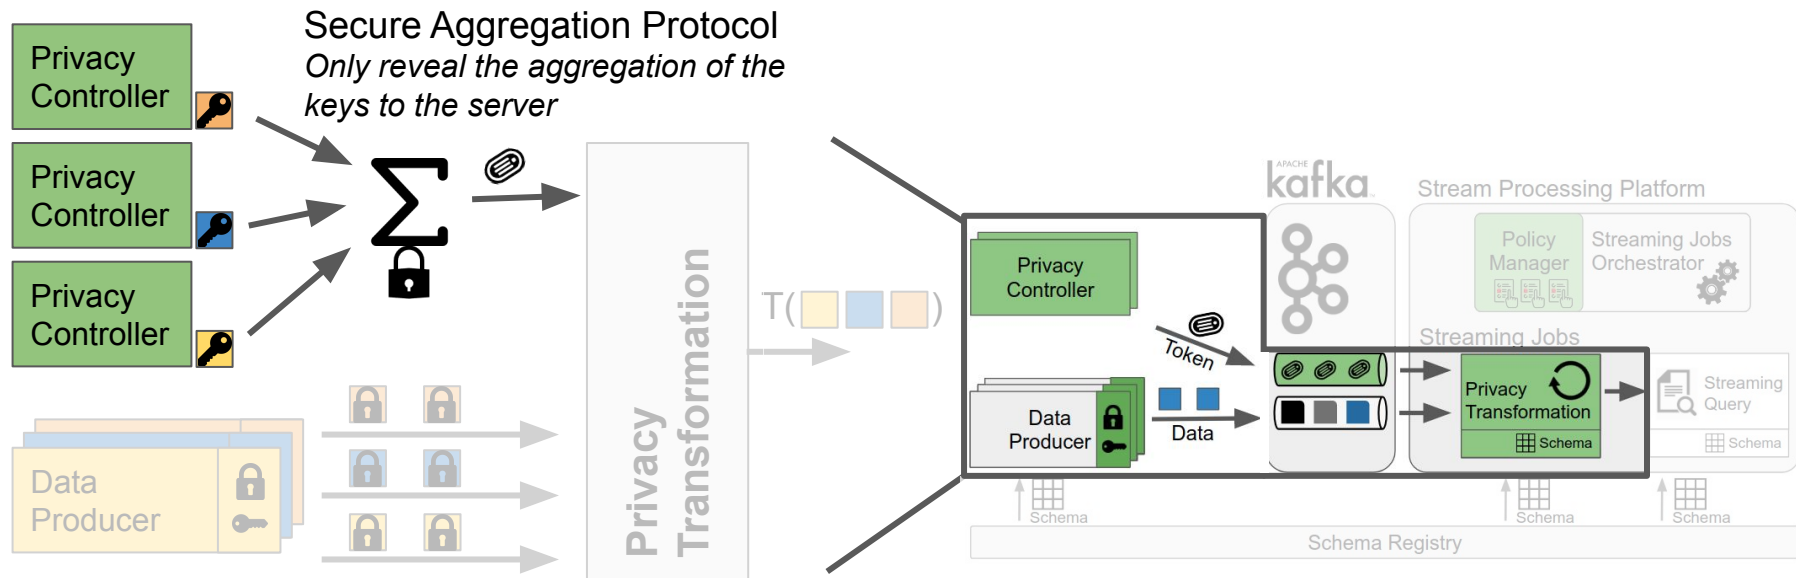 Secure Aggregation Protocol
Only reveal the aggregation of the
keys to the server
Privacy
Controller
Privacy
Controller
Privacy
Controller
Data
Producer
Privacy
Transformation
T( )
Privacy
Controller
Token
Data
Producer
Data
APACHE
kafka
Stream Processing Platform
Policy
Manager
Streaming Jobs
Orchestrator
Streaming Jobs
Privacy
Transformation
Schema
Streaming
Query
Schema
Schema
Schema
Schema
Schema Registry